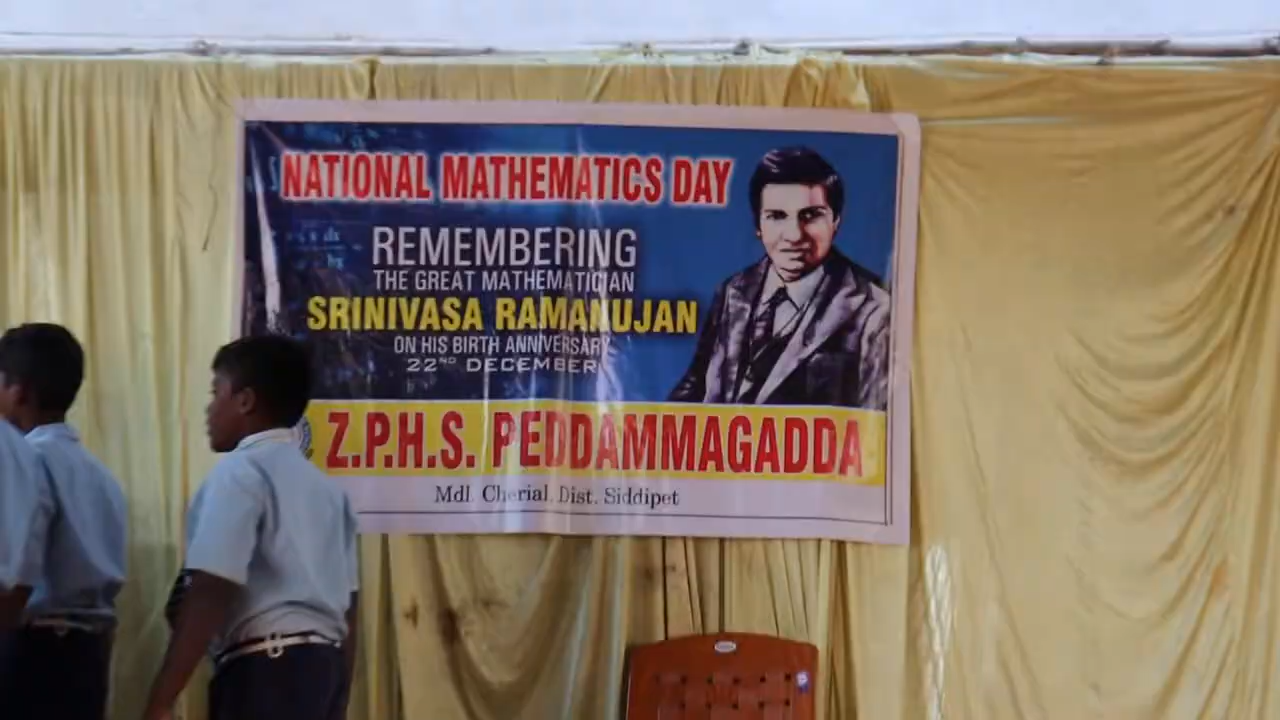 NATIONAL MATHEMATICS DAY
REMEMBERING
THE GREAT MATHEMATICIAN
SRINIVASA RAMANUJAN
ON HIS BIRTH ANNIVERSARY
22ND DECEMBER
Z.P.H.S. PEDDAMMAGADDA
Mdl. Cherial, Dist. Siddipet